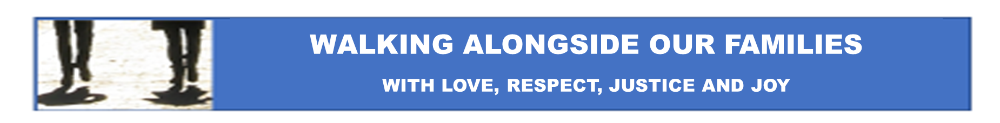 WALKING ALONGSIDE OUR FAMILIES
WITH LOVE, RESPECT, JUSTICE AND JOY